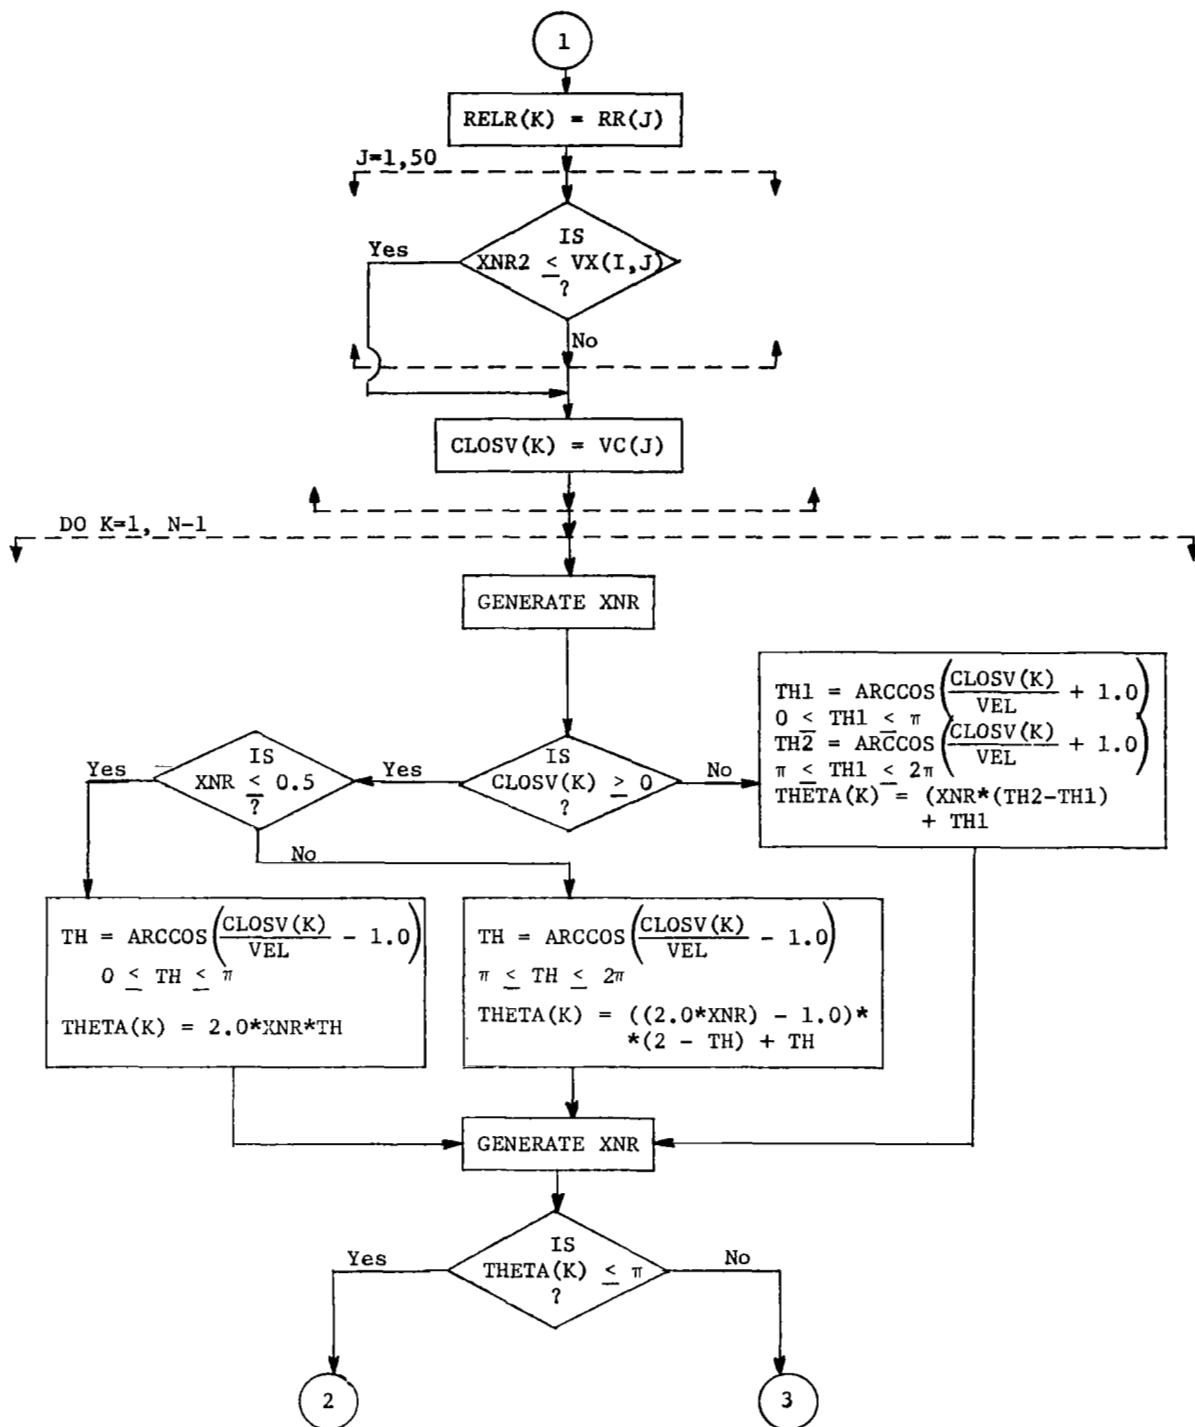 1
RELR(K) = RR(J)
J=1,50
IS
XNR2 ≤ VX(I,J)
?
Yes
No
CLOSV(K) = VC(J)
DO K=1, N-1
GENERATE XNR
IS
CLOSV(K) ≥ 0
?
Yes
No
TH1 = ARCCOS(CLOSV(K)/VEL + 1.0)
0 ≤ TH1 ≤ π
TH2 = ARCCOS(CLOSV(K)/VEL + 1.0)
π ≤ TH1 ≤ 2π
THETA(K) = (XNR*(TH2-TH1)
+ TH1
IS
XNR ≤ 0.5
?
Yes
No
TH = ARCCOS(CLOSV(K)/VEL - 1.0)
0 ≤ TH ≤ π
THETA(K) = 2.0*XNR*TH
TH = ARCCOS(CLOSV(K)/VEL - 1.0)
π ≤ TH ≤ 2π
THETA(K) = ((2.0*XNR) - 1.0)*
*(2 - TH) + TH
GENERATE XNR
IS
THETA(K) ≤ π
?
Yes
No
2
3